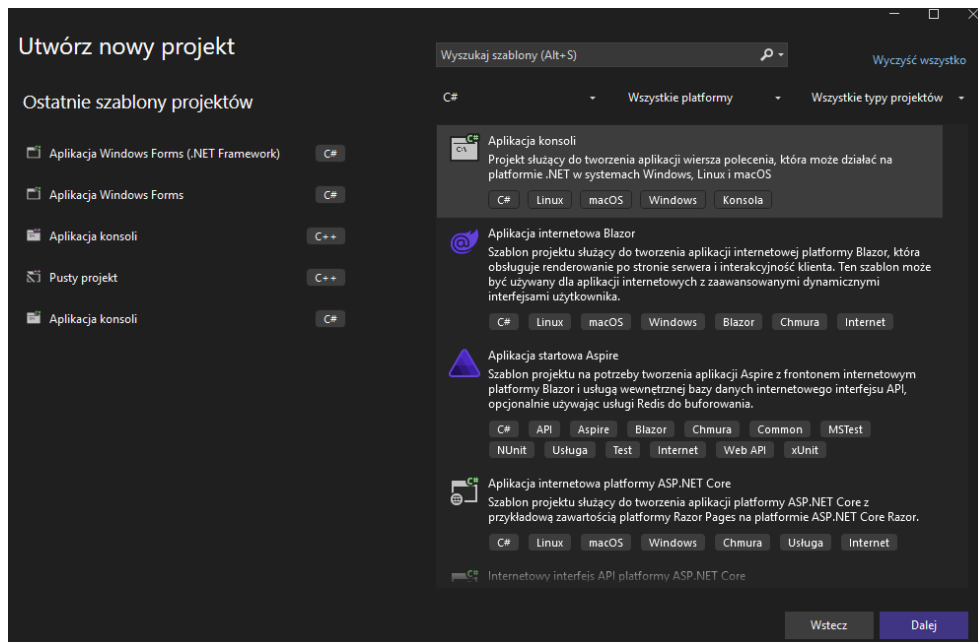 Utwórz nowy projekt
Wyszukaj szablony (Alt+S)
Wyczyść wszystko
Ostatnie szablony projektów
C#
Wszystkie platformy
Wszystkie typy projektów
Aplikacja Windows Forms (.NET Framework)
C#
Aplikacja Windows Forms
C#
Aplikacja konsoli
C++
Pusty projekt
C++
Aplikacja konsoli
C#
Aplikacja konsoli
Projekt służący do tworzenia aplikacji wiersza polecenia, która może działać na
platformie .NET w systemach Windows, Linux i macOS
C# Linux macOS Windows Konsola
Aplikacja internetowa Blazor
Szablon projektu służący do tworzenia aplikacji internetowej platformy Blazor, która
obsługuje renderowanie po stronie serwera i interakcyjność klienta. Ten szablon może
być używany dla aplikacji internetowych z zaawansowanymi dynamicznymi
interfejsami użytkownika.
C# Linux macOS Windows Blazor Chmura Internet
Aplikacja startowa Aspire
Szablon projektu na potrzeby tworzenia aplikacji Aspire z frontonem internetowym
platformy Blazor i usługą wewnętrznej bazy danych internetowego interfejsu API,
opcjonalnie używając usługi Redis do buforowania.
C# API Aspire Blazor Chmura Common MSTest
NUnit Usługa Test Internet Web API xUnit
Aplikacja internetowa platformy ASP.NET Core
Szablon projektu służący do tworzenia aplikacji platformy ASP.NET Core z
przykładową zawartością platformy Razor Pages na platformie ASP.NET Core Razor.
C# Linux macOS Windows Chmura Usługa Internet
Internetowy interfejs API platformy ASP.NET Core
Wstecz
Dalej